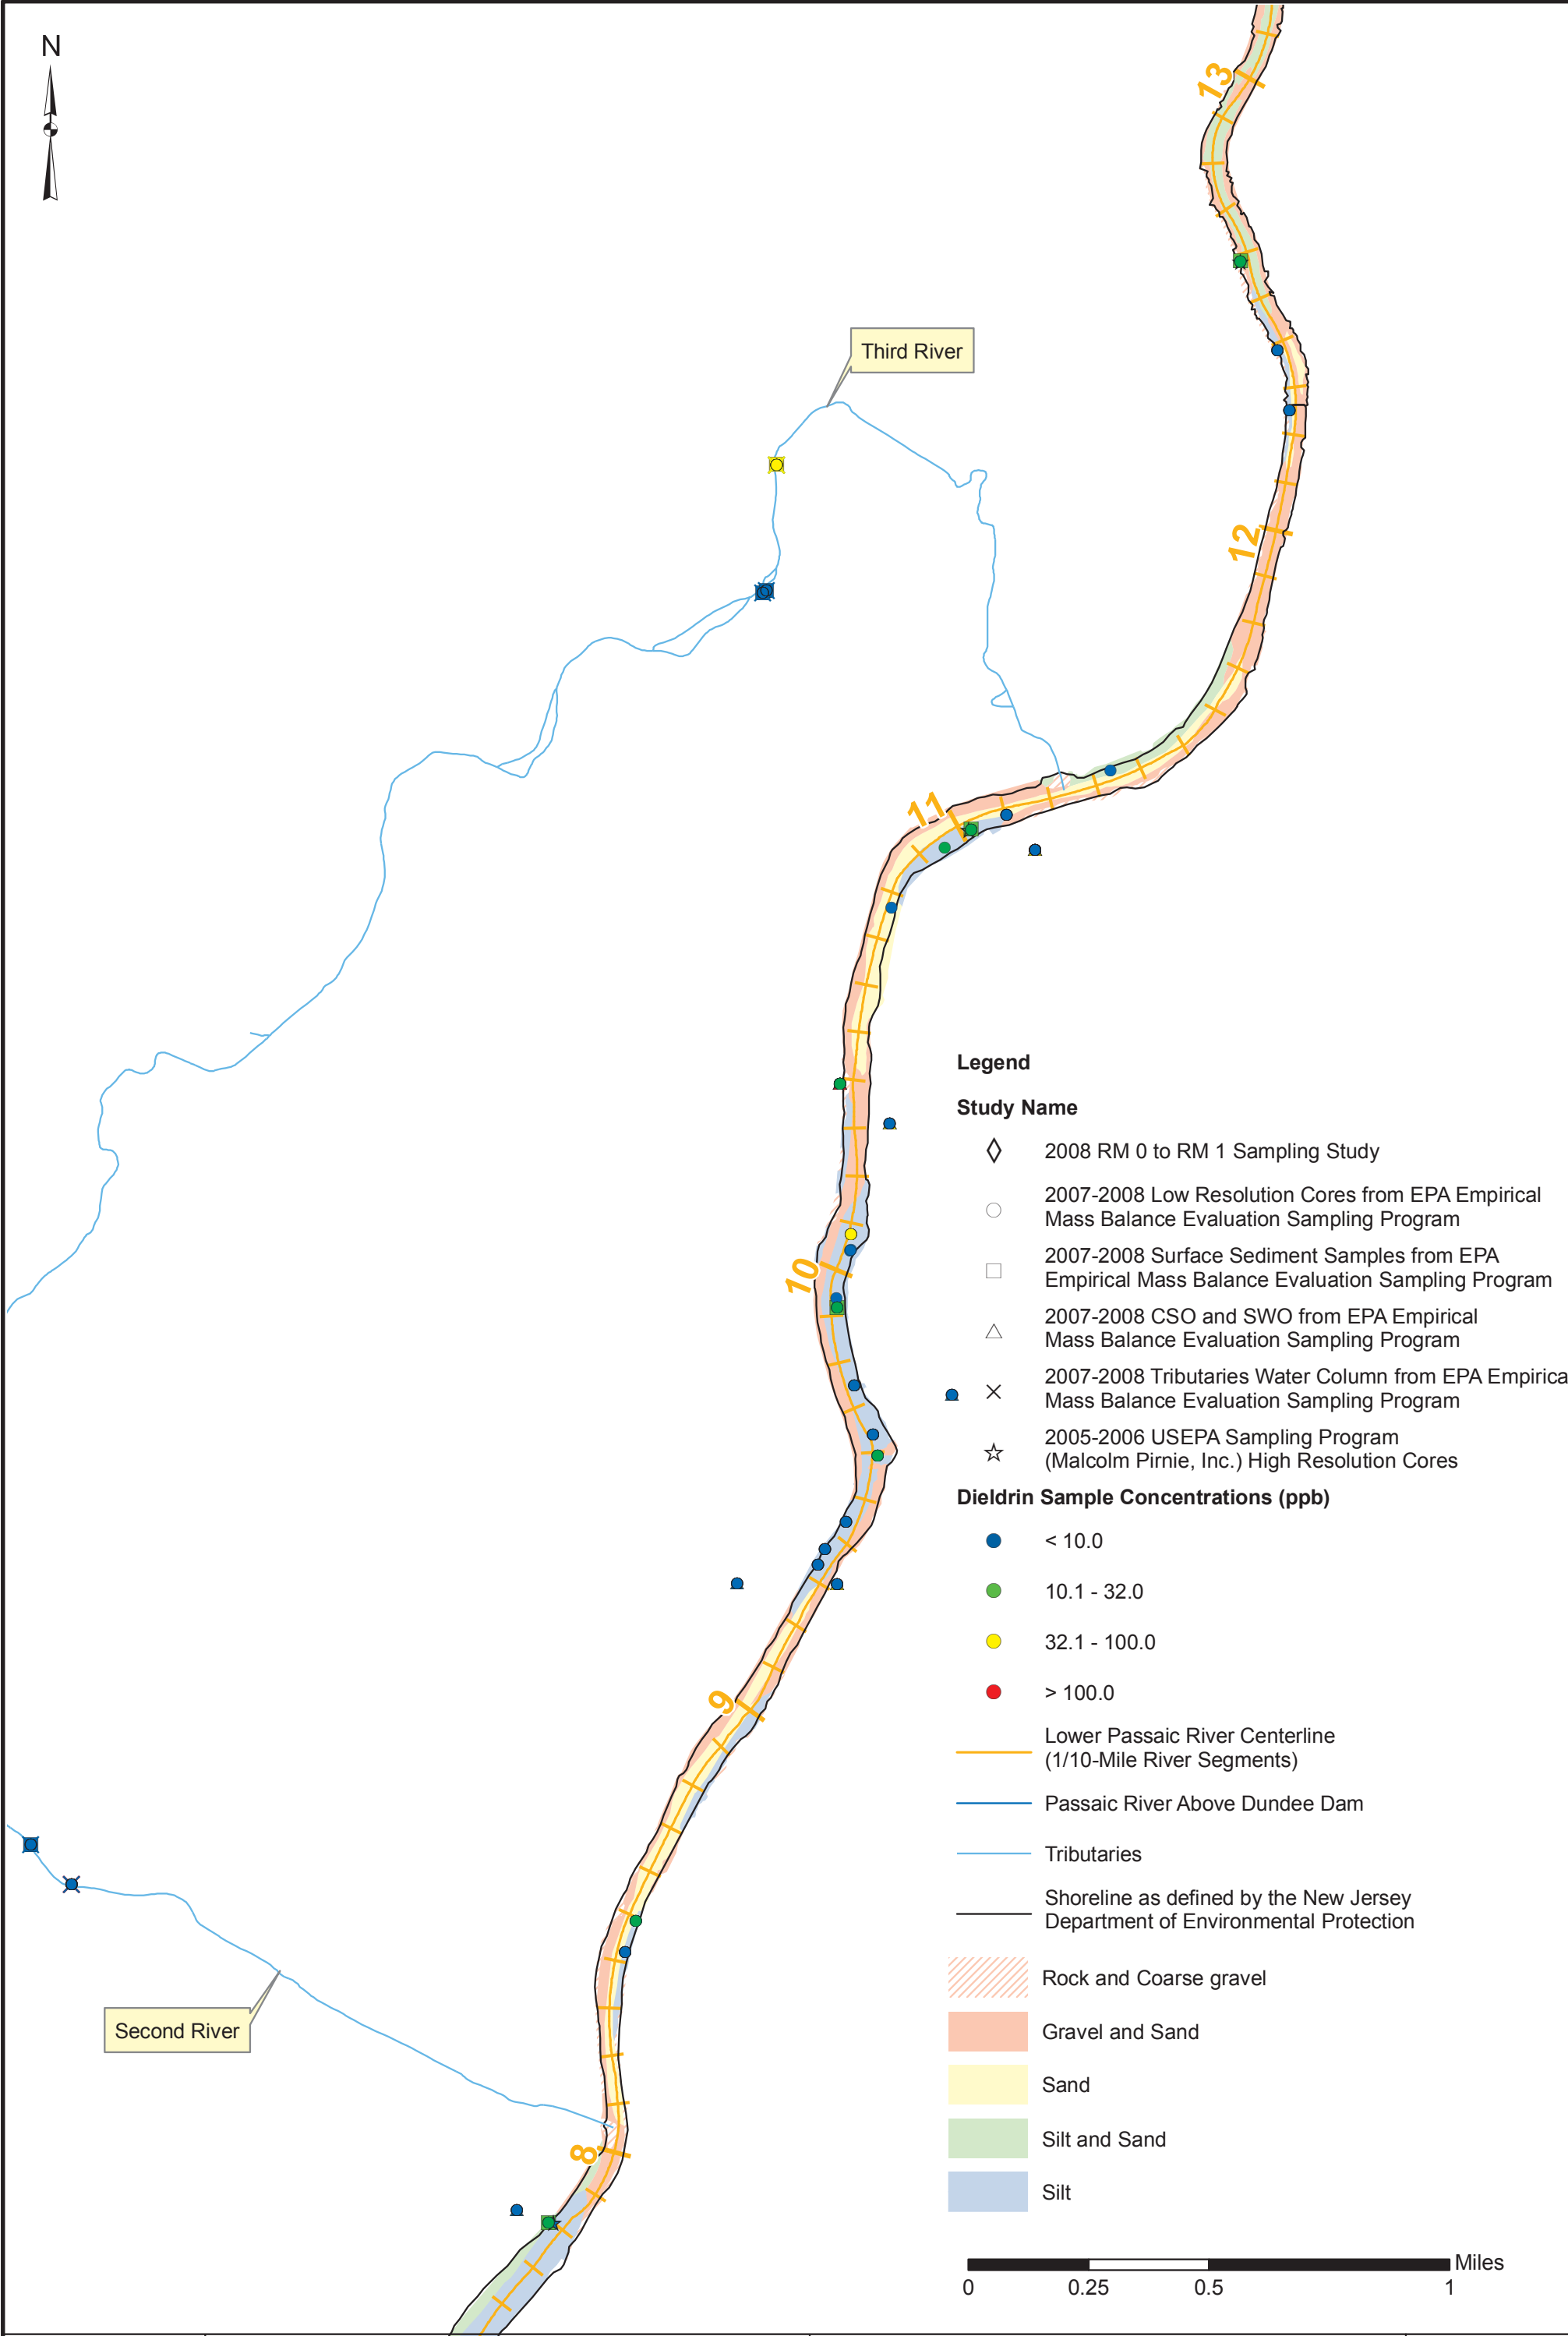 N
13
Third River
12
11
10
9
Second River
8
Legend
Study Name
2008 RM 0 to RM 1 Sampling Study
2007-2008 Low Resolution Cores from EPA Empirical
Mass Balance Evaluation Sampling Program
2007-2008 Surface Sediment Samples from EPA
Empirical Mass Balance Evaluation Sampling Program
2007-2008 CSO and SWO from EPA Empirical
Mass Balance Evaluation Sampling Program
2007-2008 Tributaries Water Column from EPA Empirica
Mass Balance Evaluation Sampling Program
2005-2006 USEPA Sampling Program
(Malcolm Pirnie, Inc.) High Resolution Cores
Dieldrin Sample Concentrations (ppb)
< 10.0
10.1 - 32.0
32.1 - 100.0
> 100.0
Lower Passaic River Centerline
(1/10-Mile River Segments)
Passaic River Above Dundee Dam
Tributaries
Shoreline as defined by the New Jersey
Department of Environmental Protection
Rock and Coarse gravel
Gravel and Sand
Sand
Silt and Sand
Silt
Miles
0 0.25 0.5 1